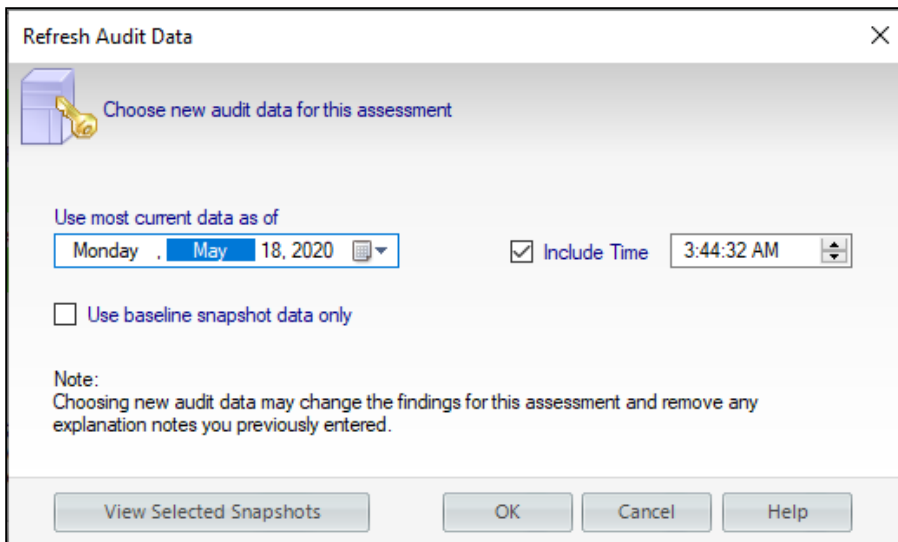 Refresh Audit Data
Choose new audit data for this assessment
Use most current data as of
Monday , May 18, 2020
Include Time 3:44:32 AM
Use baseline snapshot data only
Note:
Choosing new audit data may change the findings for this assessment and remove any
explanation notes you previously entered.
View Selected Snapshots OK Cancel Help